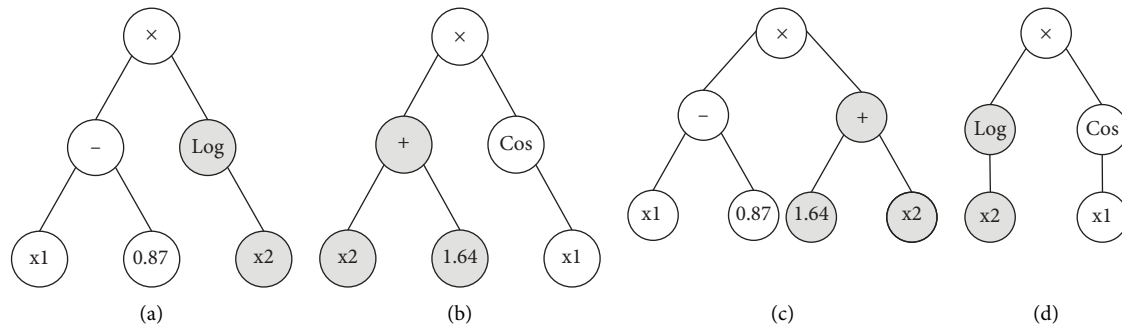 ×
−
Log
x1
0.87
x2
(a)
×
+
Cos
x2
1.64
x1
(b)
×
−
+
x1
0.87
1.64
x2
(c)
×
Log
Cos
x2
x1
(d)